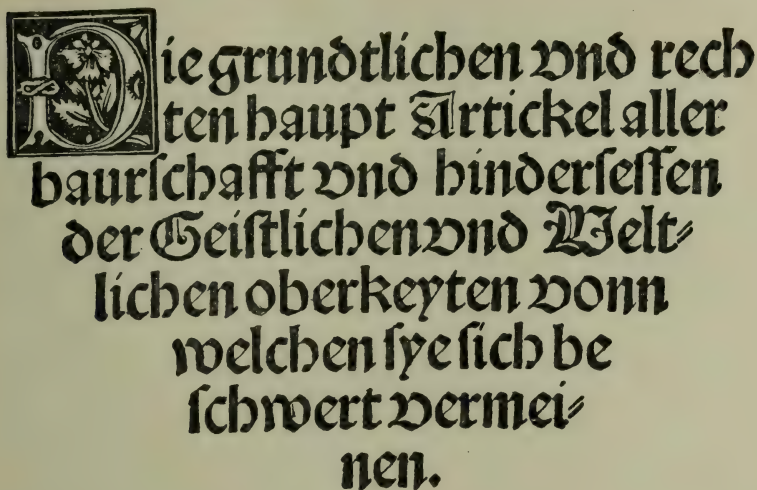 Die grundtlichen vnd rech
ten haupt Artickel aller
baurschafft vnd hindersessen
der Geistlichen vnd Welt⸗
lichen oberkeyten vonn
welchen sye sich be
schwert vermei⸗
nen.